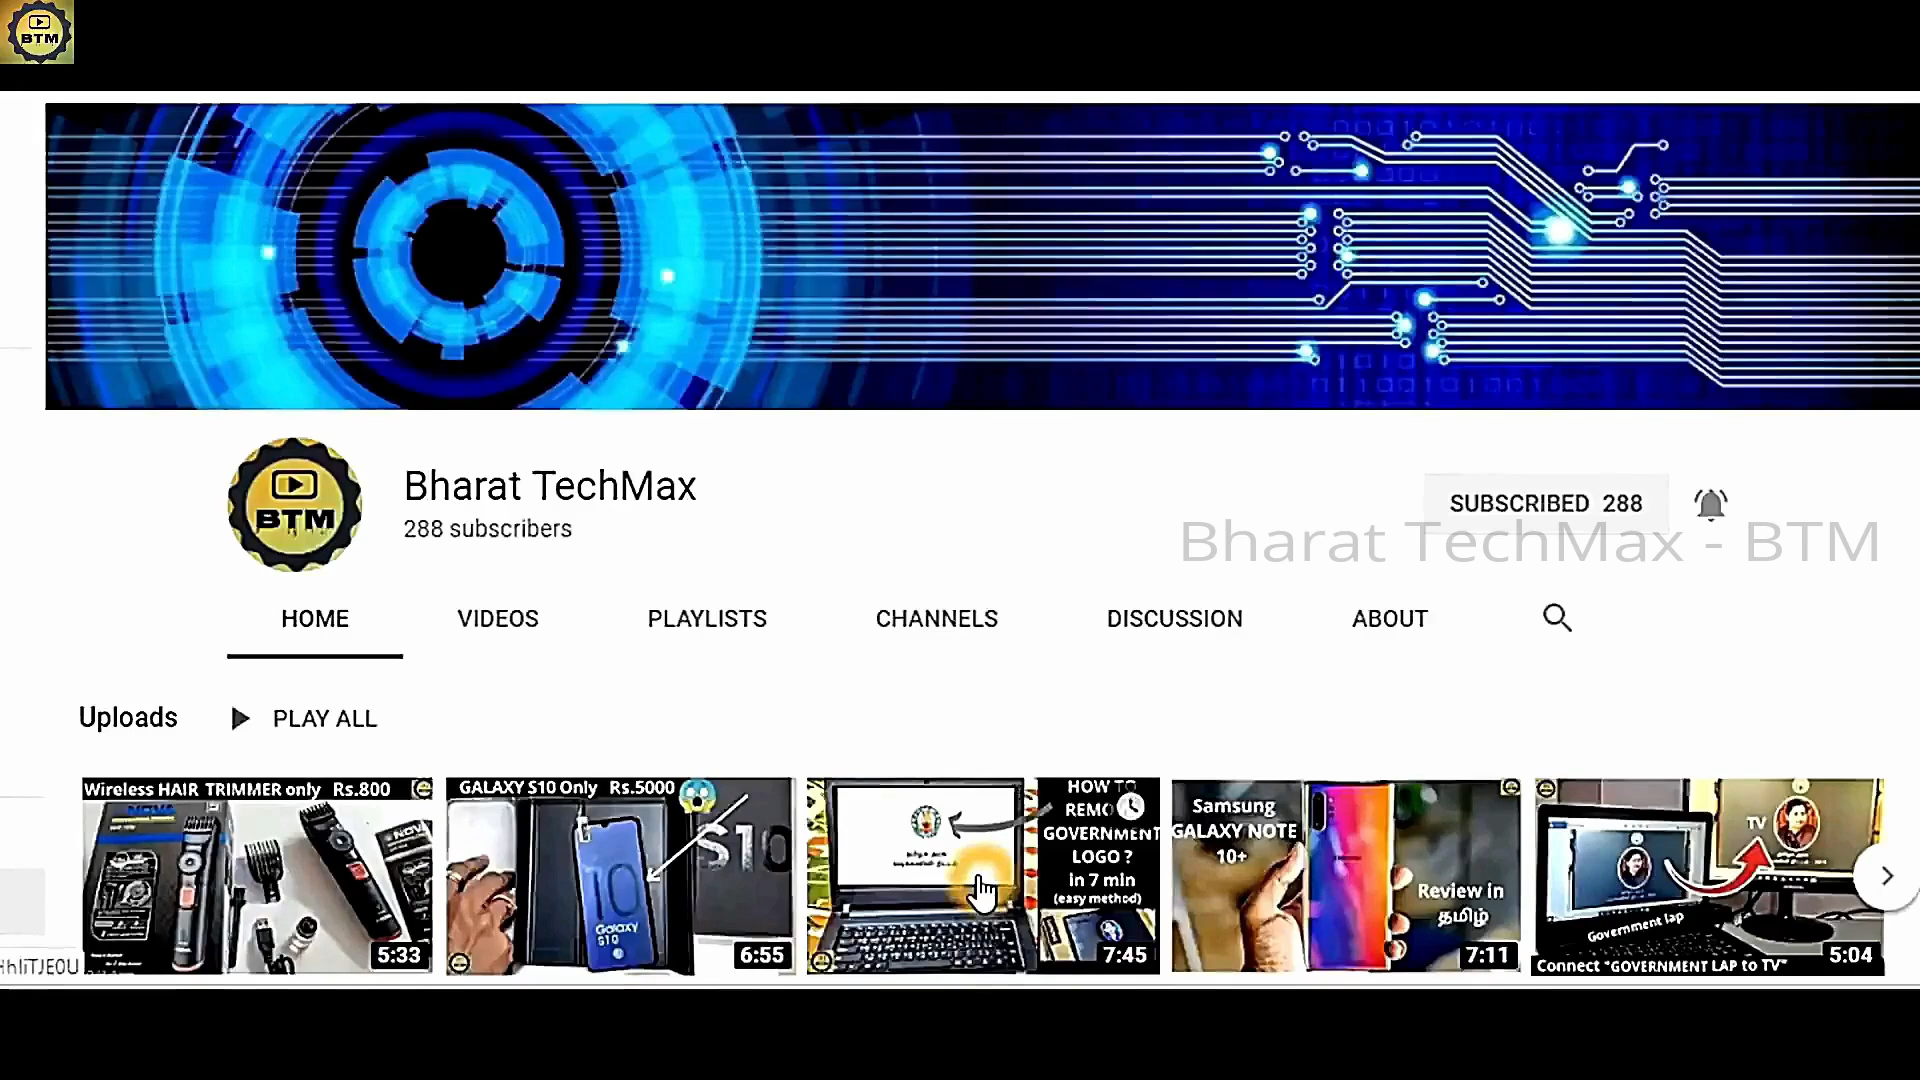 BTM
BTM
Bharat TechMax
288 subscribers
SUBSCRIBED 288
Bharat TechMax - BTM
HOME VIDEOS PLAYLISTS CHANNELS DISCUSSION ABOUT
Uploads PLAY ALL
Wireless HAIR TRIMMER only Rs.800
5:33
GALAXY S10 Only Rs.5000
S10
10
Galaxy
S10
6:55
HOW TO
GOVERNMENT
LOGO ?
in 7 min
(easy method)
7:45
Samsung
GALAXY NOTE
10+
Review in
தமிழ்
7:11
TV
Government lap
Connect "GOVERNMENT LAP to TV"
5:04